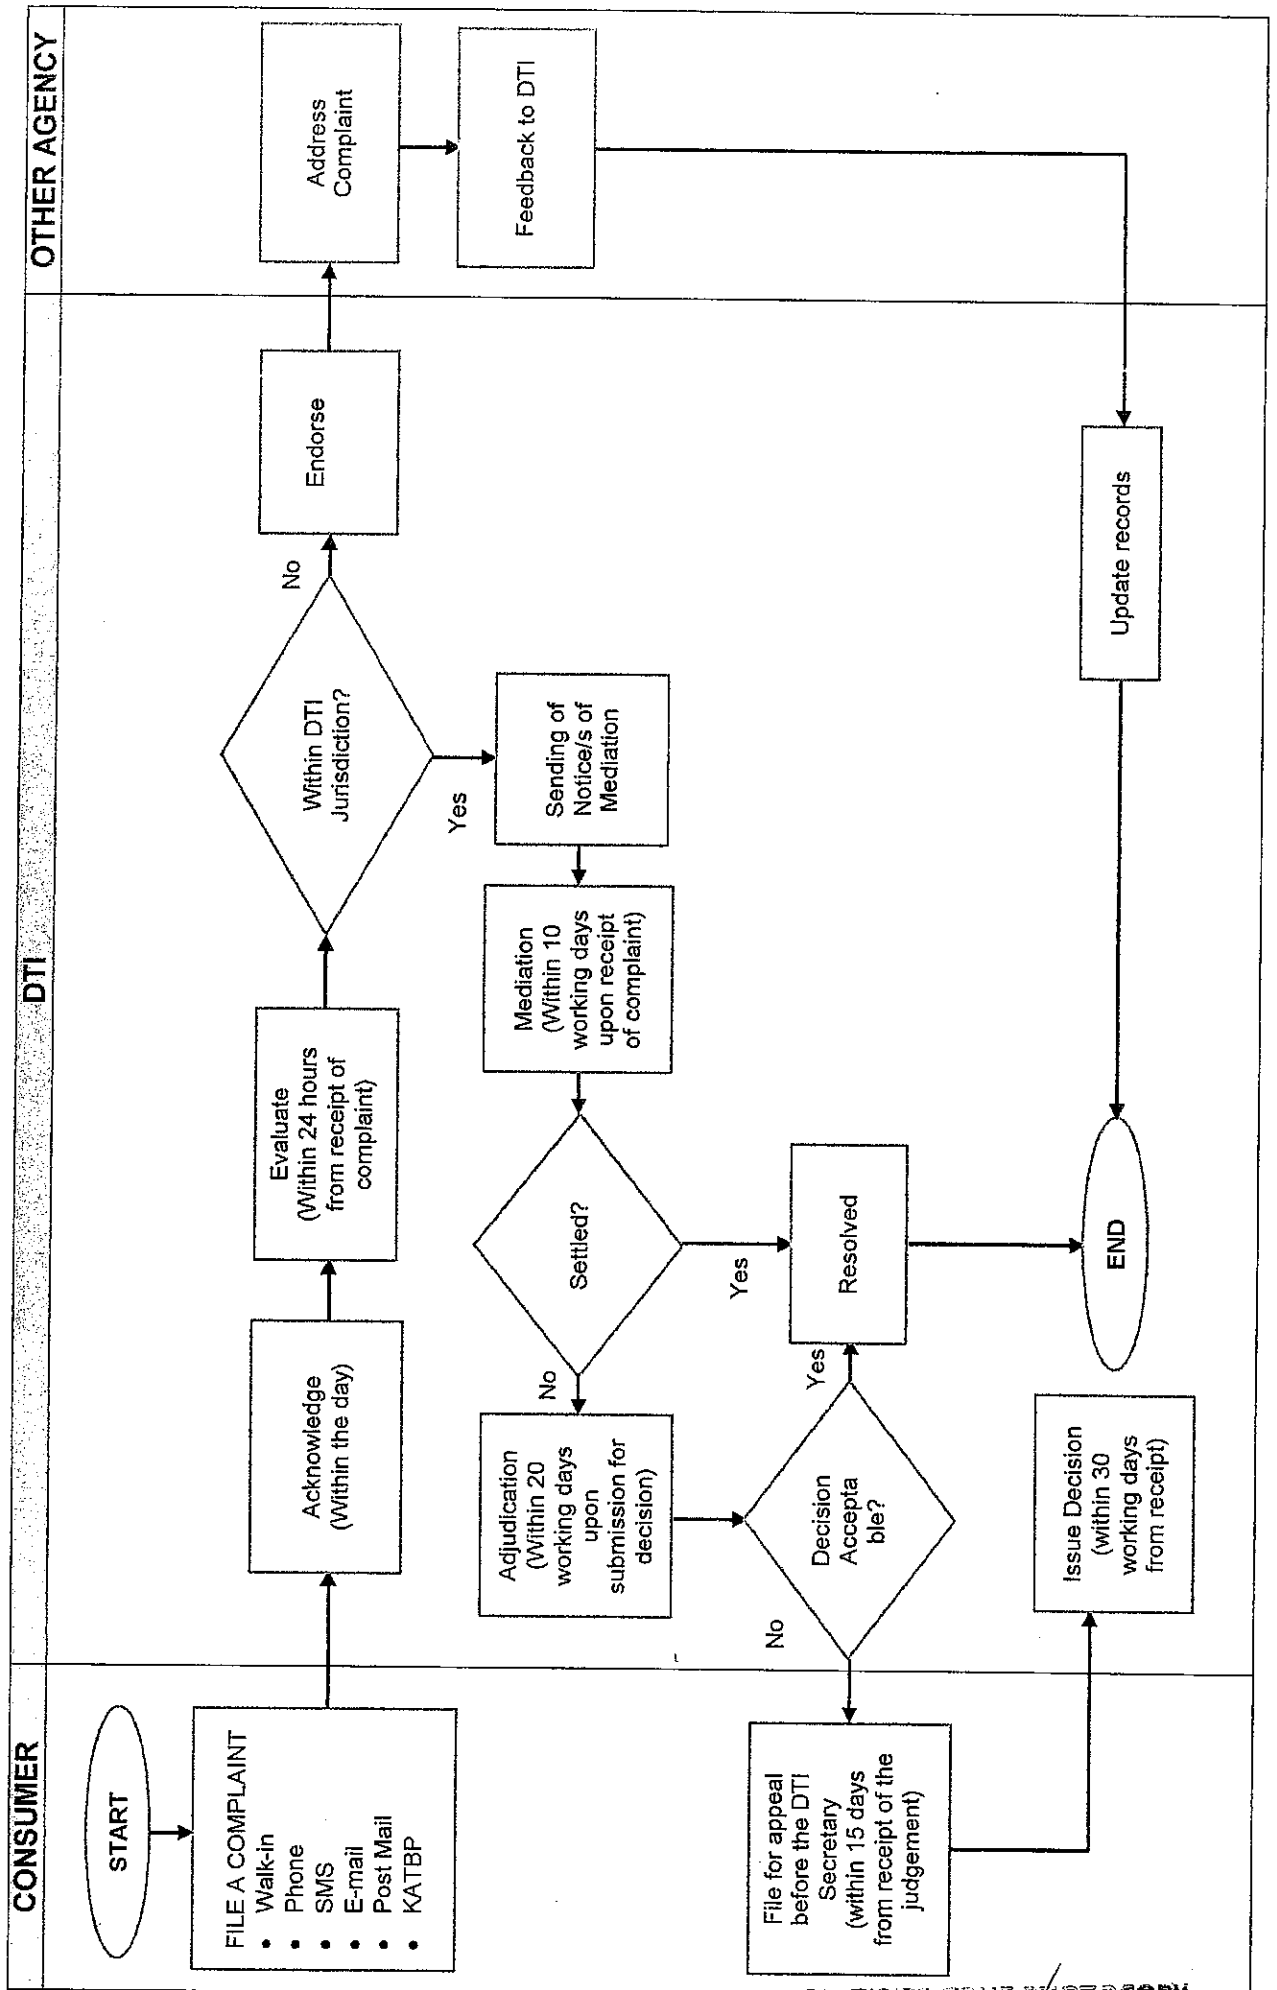 CONSUMER
DTI
OTHER AGENCY
START
FILE A COMPLAINT
• Walk-in
• Phone
• SMS
• E-mail
• Post Mail
• KATBP
Acknowledge
(Within the day)
Evaluate
(Within 24 hours
from receipt of
complaint)
Within DTI
Jurisdiction?
No
Endorse
Address
Complaint
Feedback to DTI
Yes
Sending of
Notice/s of
Mediation
Mediation
(Within 10
working days
upon receipt
of complaint)
Settled?
No
Yes
Adjudication
(Within 20
working days
upon
submission for
decision)
Decision
Accepta
ble?
Yes
Resolved
No
File for appeal
before the DTI
Secretary
(within 15 days
from receipt of the
judgement)
Issue Decision
(within 30
working days
from receipt)
Update records
END